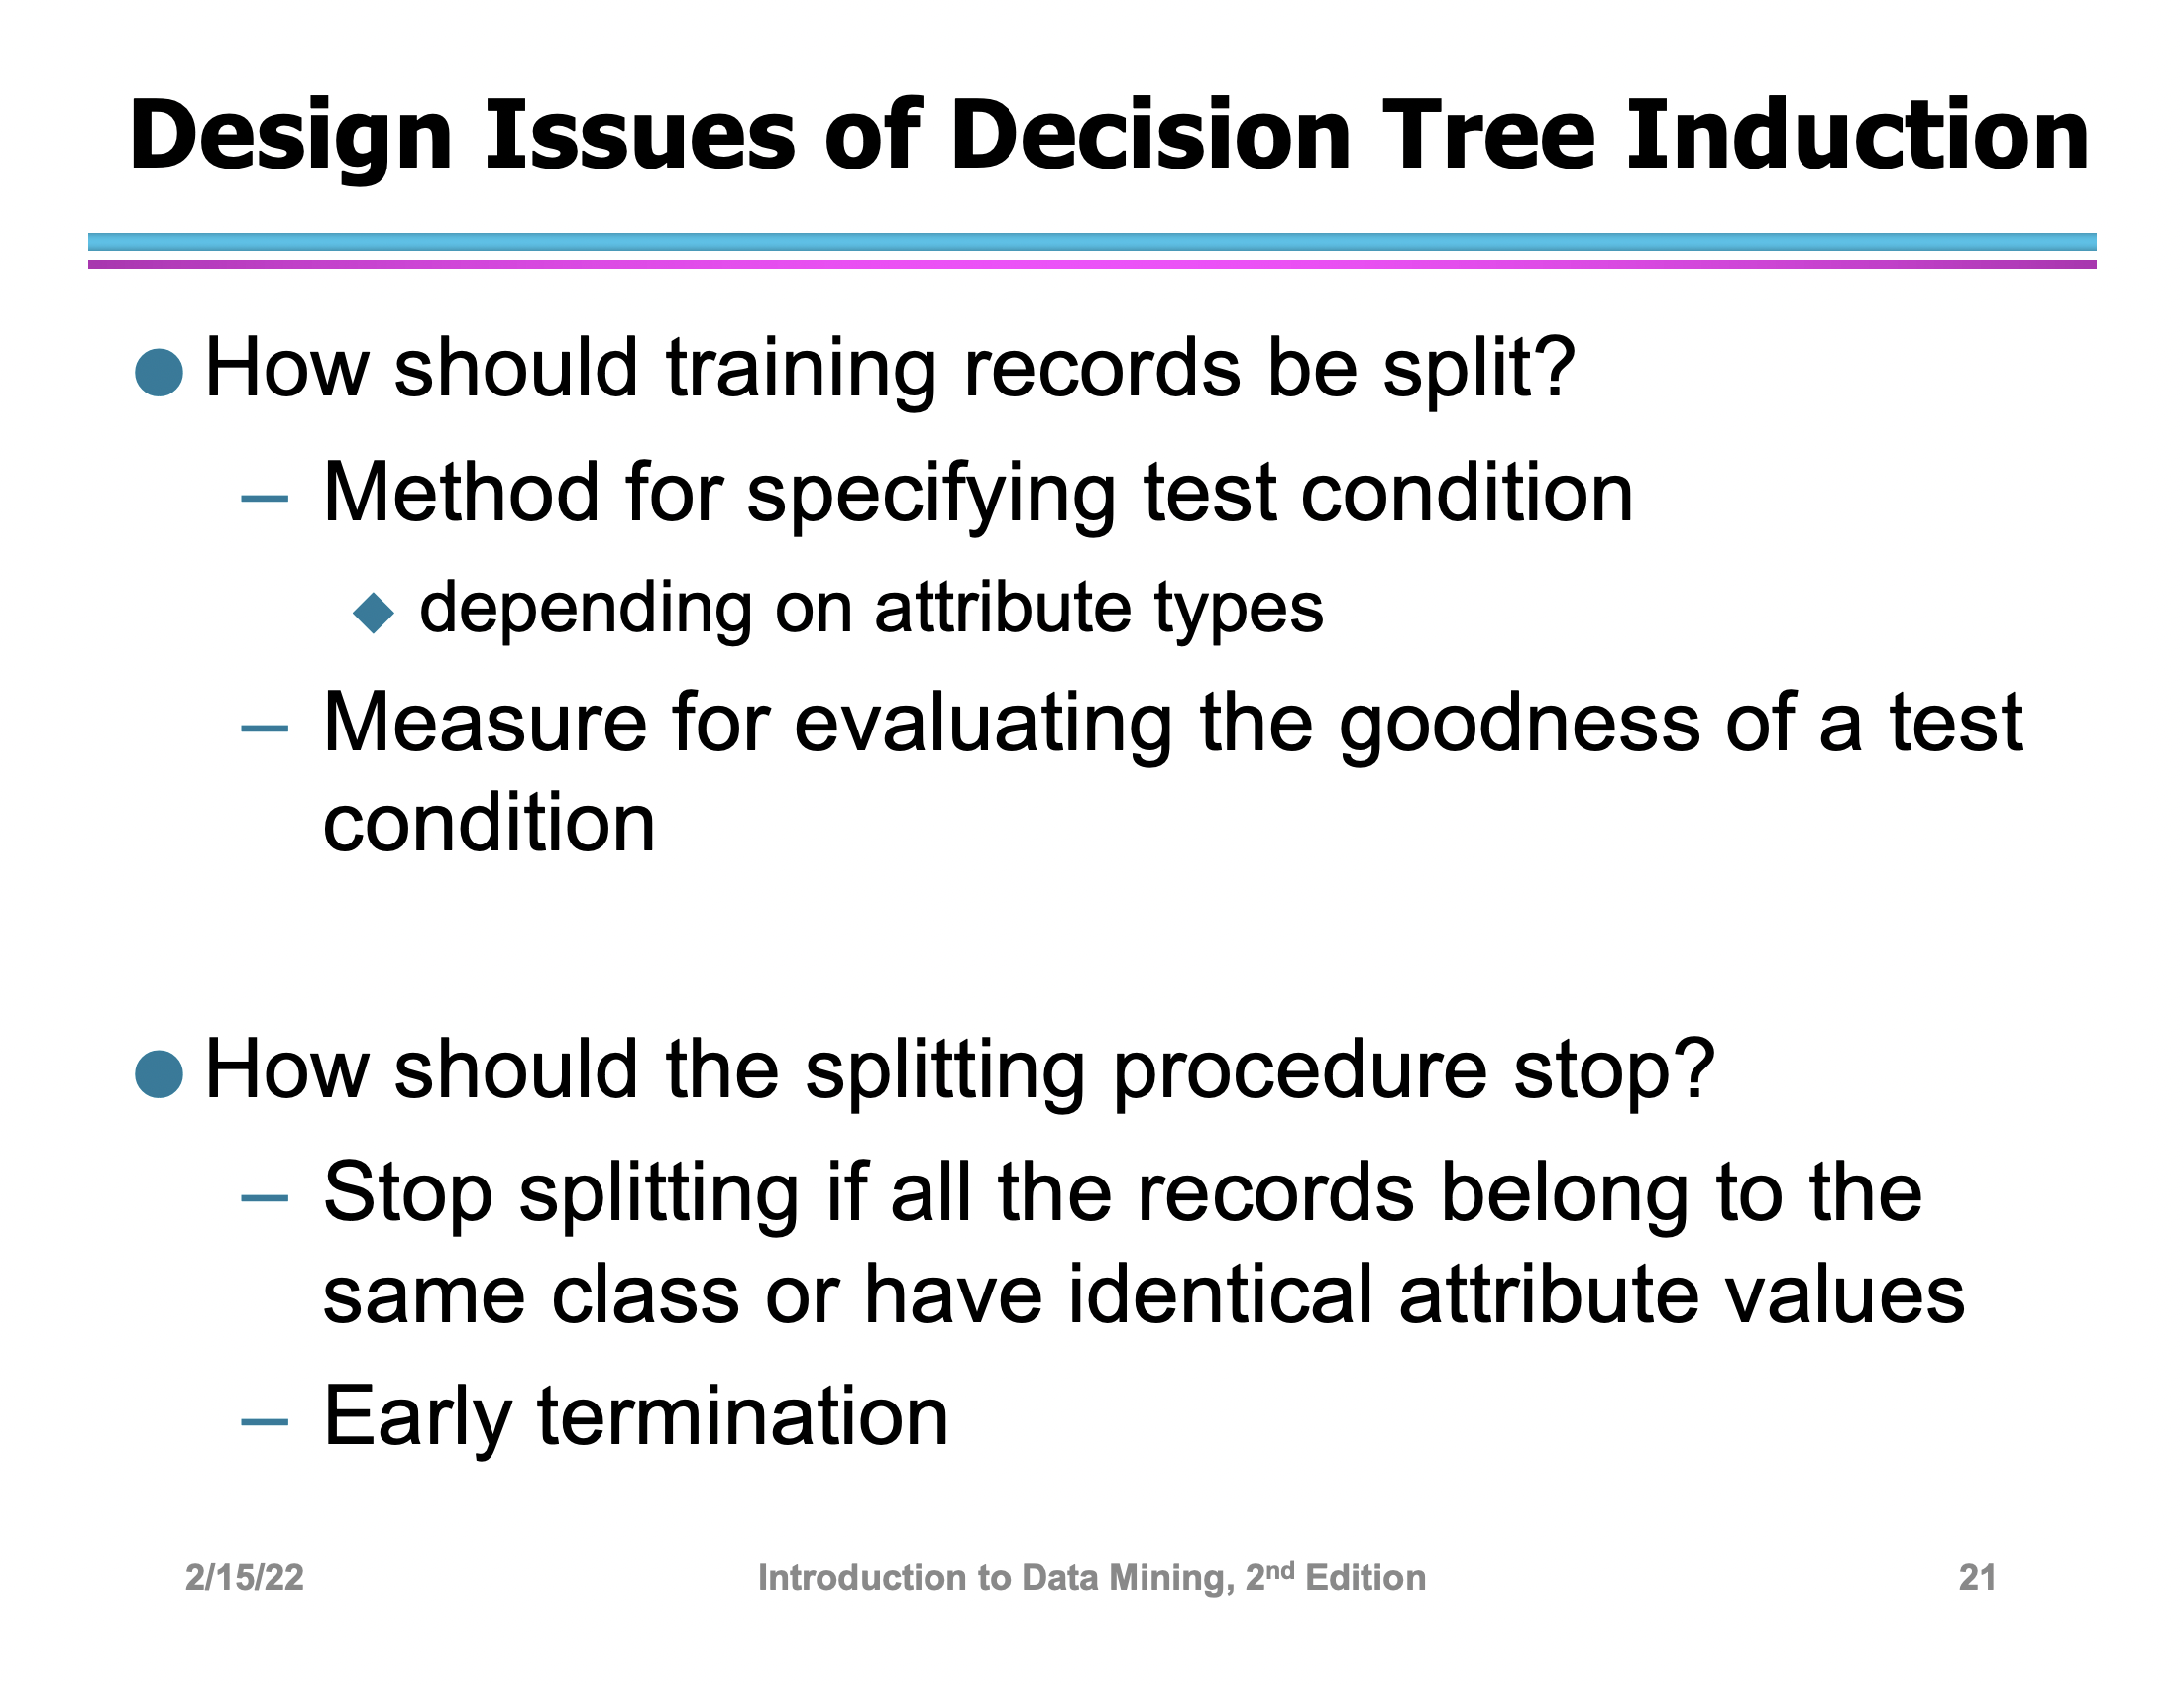 Design Issues of Decision Tree Induction
How should training records be split?
– Method for specifying test condition
depending on attribute types
– Measure for evaluating the goodness of a test
condition
How should the splitting procedure stop?
– Stop splitting if all the records belong to the
same class or have identical attribute values
– Early termination
2/15/22 Introduction to Data Mining, 2nd Edition 21